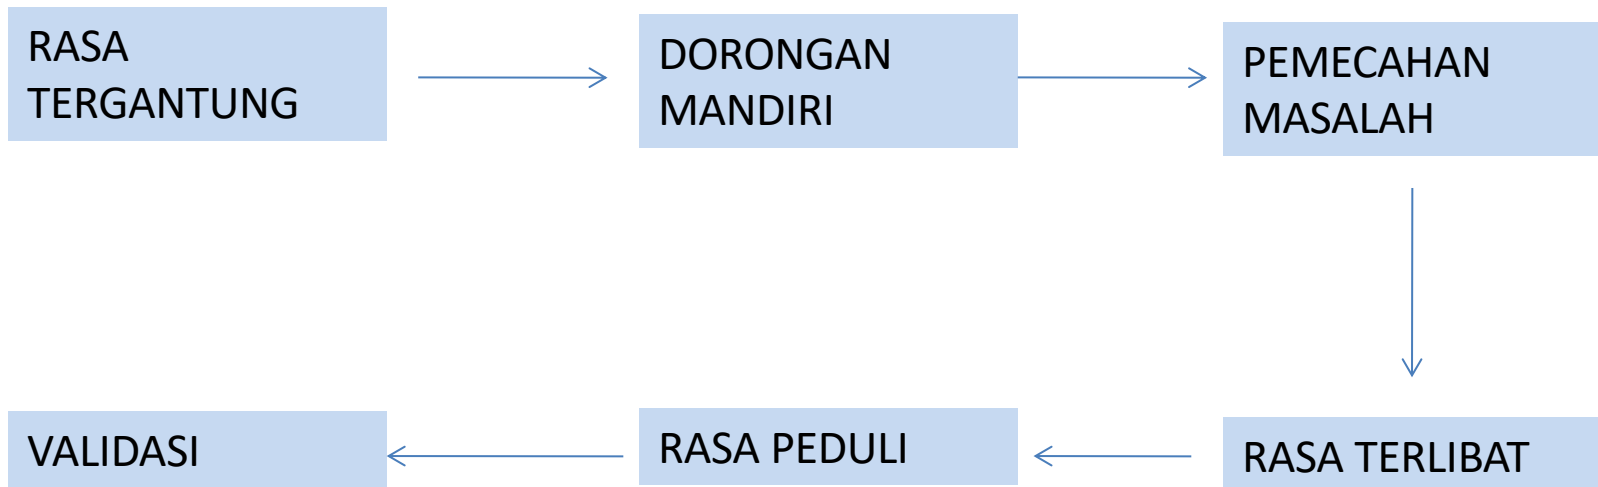 RASA
TERGANTUNG
DORONGAN
MANDIRI
PEMECAHAN
MASALAH
RASA TERLIBAT
RASA PEDULI
VALIDASI